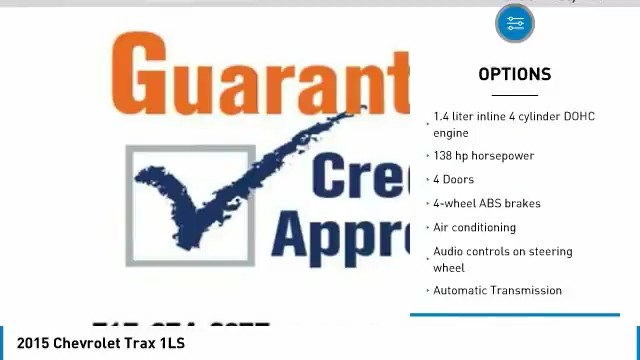 Guarant
Cre
Appr
OPTIONS
1.4 liter inline 4 cylinder DOHC
engine
138 hp horsepower
4 Doors
4-wheel ABS brakes
Air conditioning
Audio controls on steering
wheel
Automatic Transmission
2015 Chevrolet Trax 1LS